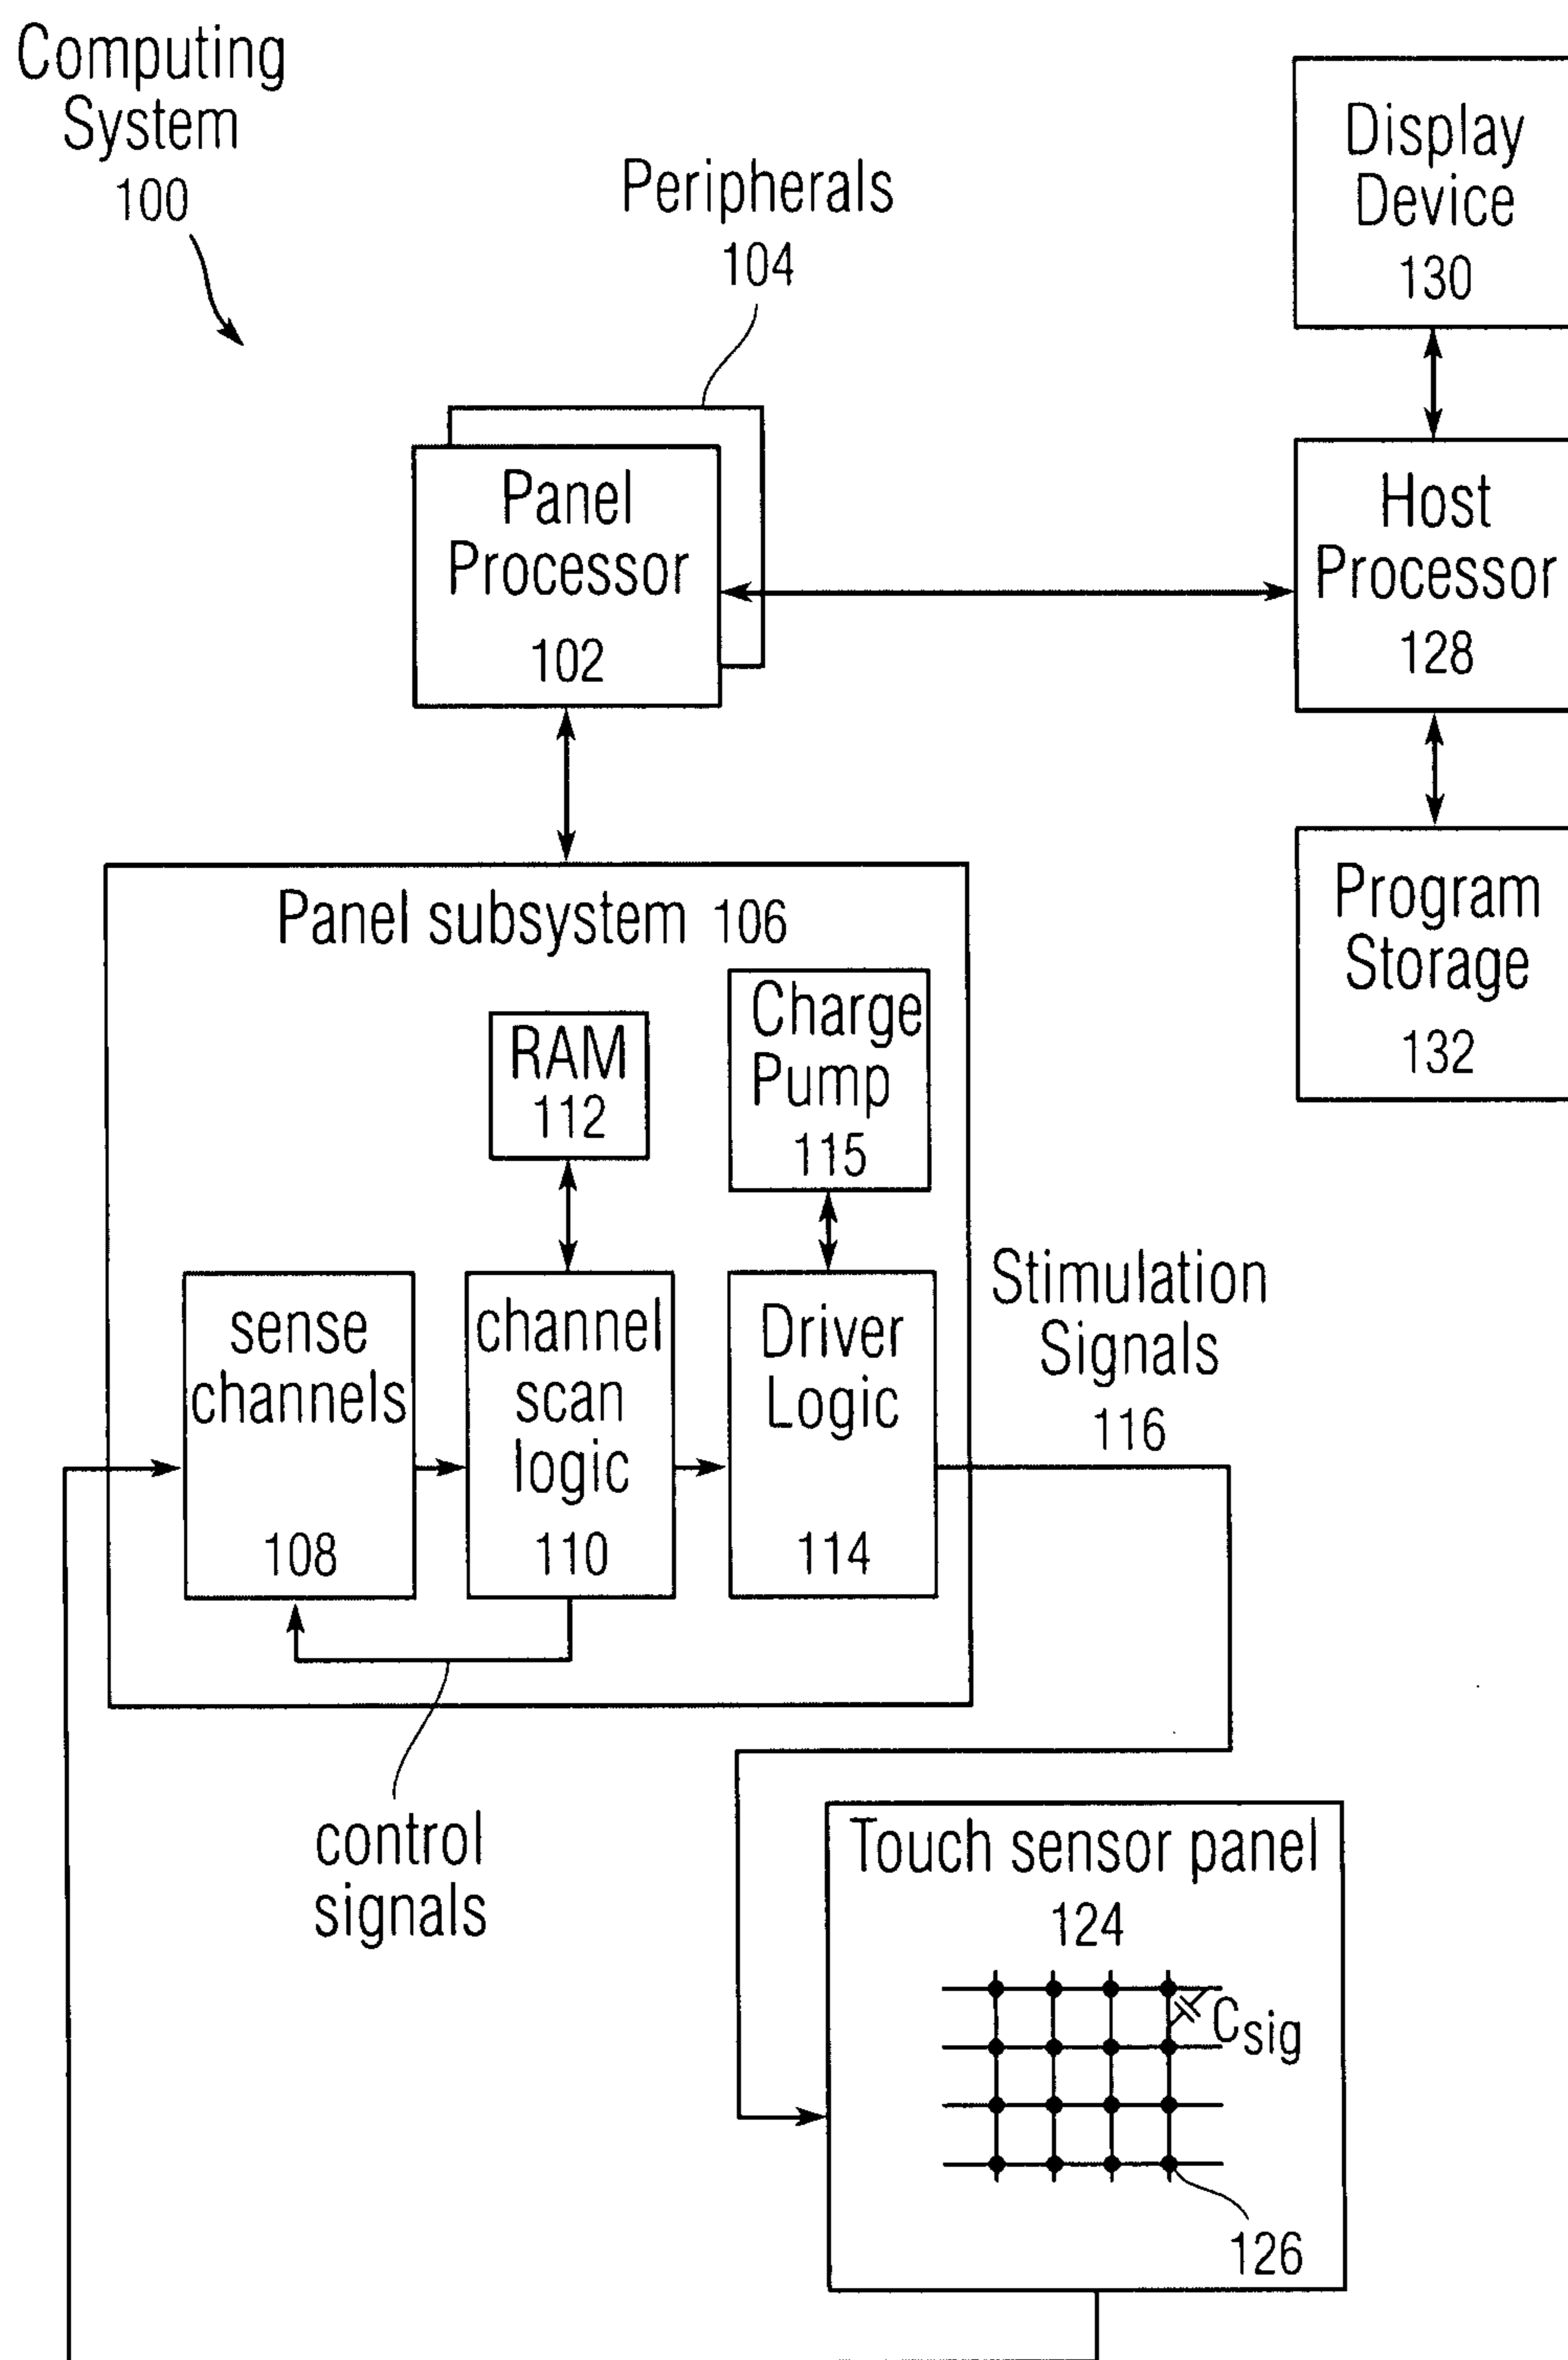 Computing
System
100
Peripherals
104
Display
Device
130
Panel
Processor
102
Host
Processor
128
Program
Storage
132
Panel subsystem 106
RAM
112
Charge
Pump
115
sense
channels
108
channel
scan
logic
110
Driver
Logic
114
Stimulation
Signals
116
control
signals
Touch sensor panel
124
Csig
126